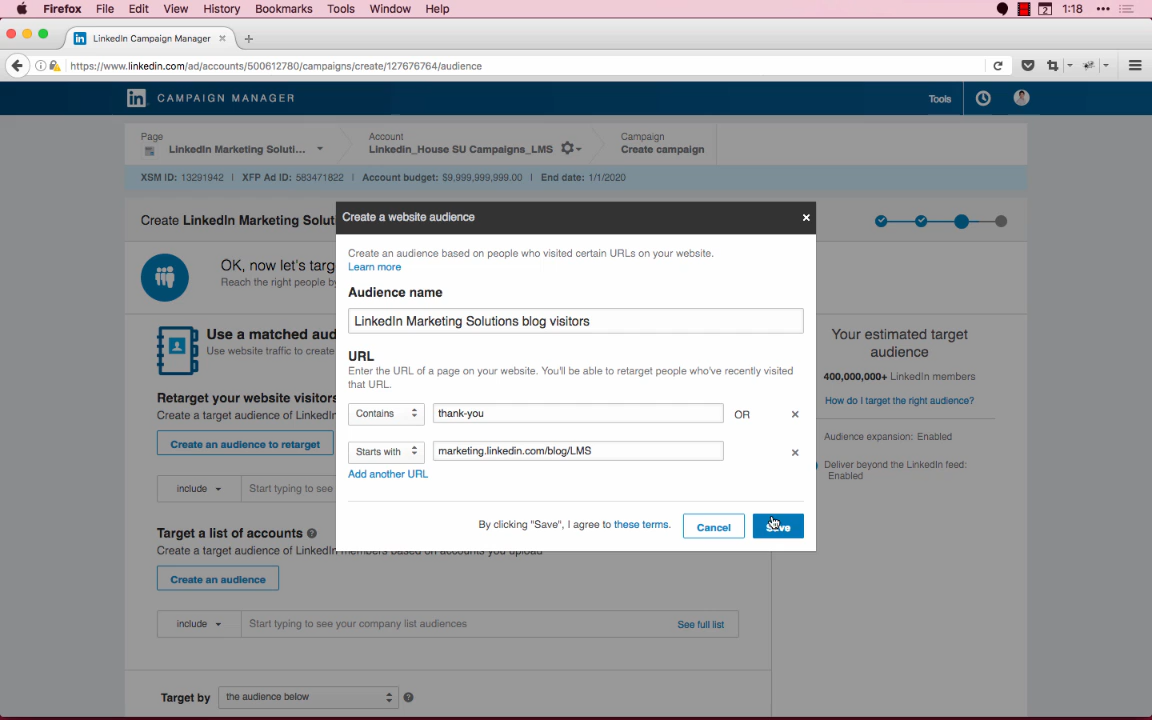 Firefox File Edit View History Bookmarks Tools Window Help 2 1:18
LinkedIn Campaign Manager
https://www.linkedin.com/ad/accounts/500612780/campaigns/create/127676764/audience
in CAMPAIGN MANAGER Tools
Page Account Campaign
LinkedIn Marketing Soluti... Linkedin_House SU Campaigns_LMS Create campaign
XSM ID: 13291942 | XFP Ad ID: 583471822 | Account budget: $9,999,999,999.00 | End date: 1/1/2020
Create LinkedIn Marketing Solut
OK, now let's targ
Reach the right people by
Use a matched aud
Use website traffic to create
Retarget your website visitors
Create a target audience of LinkedIn
Create an audience to retarget
include Start typing to see
Target a list of accounts ?
Create a target audience of LinkedIn members based on accounts you upload
Create an audience
include Start typing to see your company list audiences See full list
Target by the audience below ?
Create a website audience ×
Create an audience based on people who visited certain URLs on your website.
Learn more
Audience name
LinkedIn Marketing Solutions blog visitors
URL
Enter the URL of a page on your website. You'll be able to retarget people who've recently visited
that URL.
Contains thank-you OR ×
Starts with marketing.linkedin.com/blog/LMS ×
Add another URL
By clicking "Save", I agree to these terms. Cancel Save
Your estimated target
audience
400,000,000+ LinkedIn members
How do I target the right audience?
Audience expansion: Enabled
Deliver beyond the LinkedIn feed:
Enabled